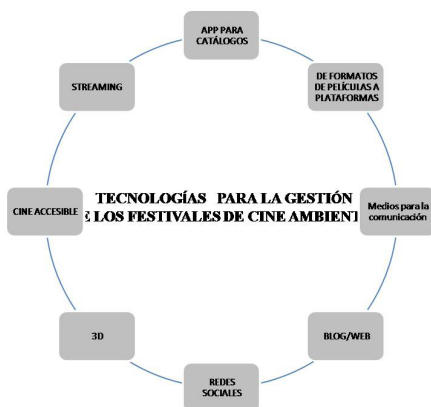 APP PARA
CATÁLOGOS
DE FORMATOS
DE PELÍCULAS A
PLATAFORMAS
Medios para la
comunicación
BLOG/WEB
REDES
SOCIALES
3D
CINE ACCESIBLE
STREAMING
TECNOLOGÍAS PARA LA GESTIÓN
LOS FESTIVALES DE CINE